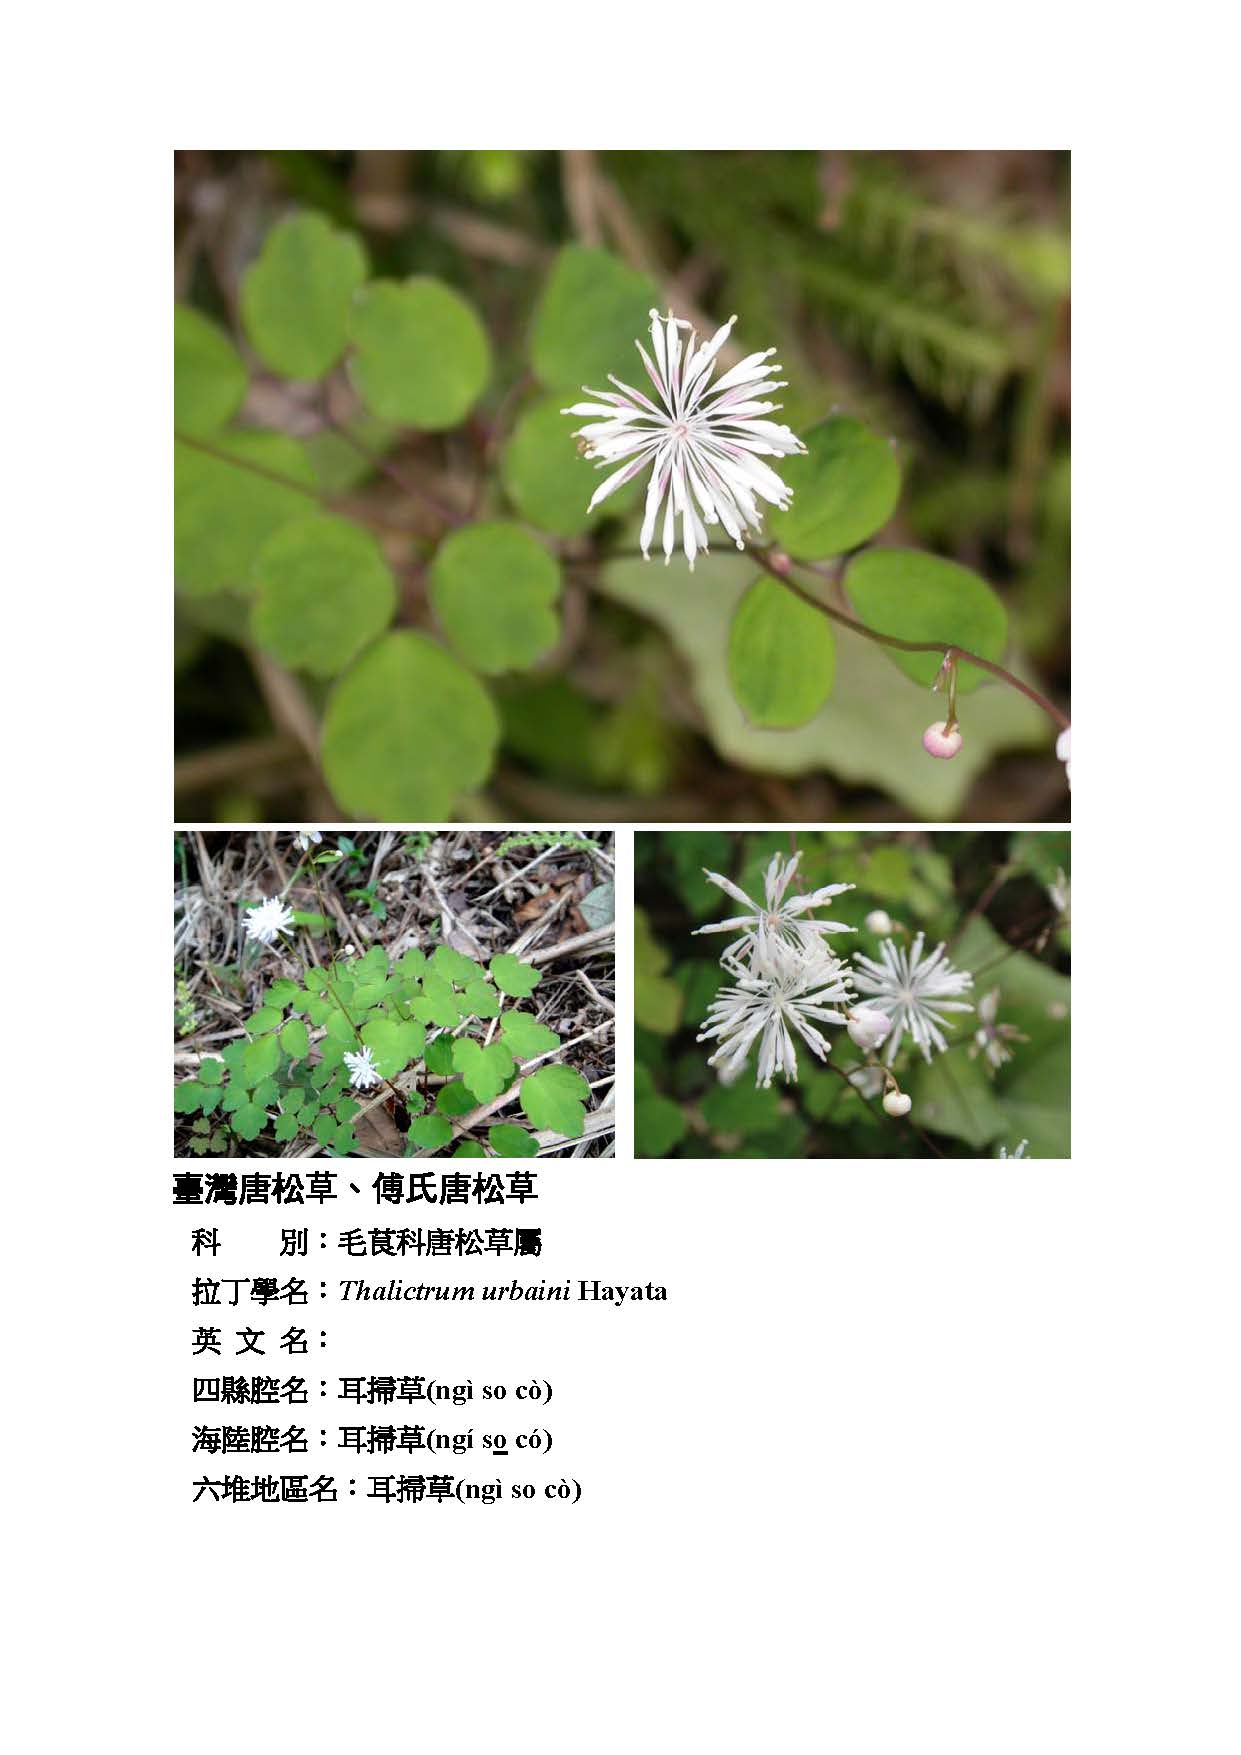 臺灣唐松草、傅氏唐松草
科　　別：毛茛科唐松草屬
拉丁學名：Thalictrum urbaini Hayata
英 文 名：
四縣腔名：耳掃草(ngì so cò)
海陸腔名：耳掃草(ngí so̲ có)
六堆地區名：耳掃草(ngì so cò)